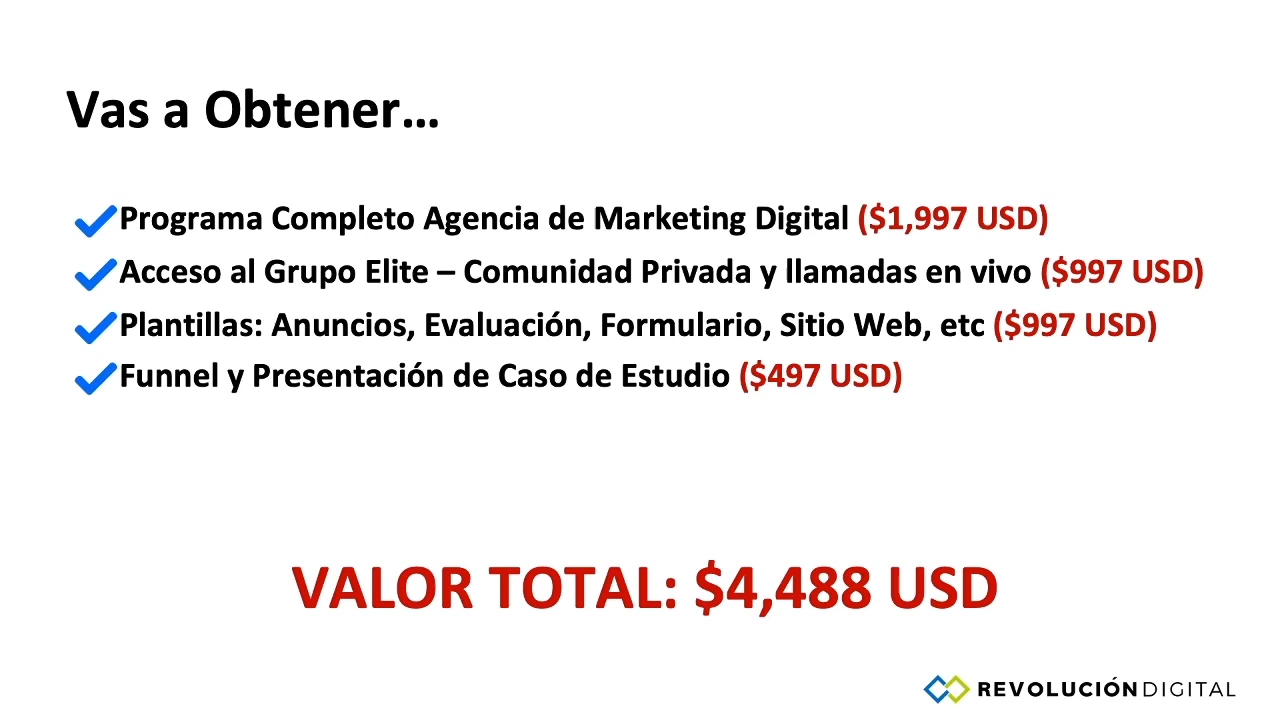 Vas a Obtener...
Programa Completo Agencia de Marketing Digital ($1,997 USD)
Acceso al Grupo Elite – Comunidad Privada y llamadas en vivo ($997 USD)
Plantillas: Anuncios, Evaluación, Formulario, Sitio Web, etc ($997 USD)
Funnel y Presentación de Caso de Estudio ($497 USD)
VALOR TOTAL: $4,488 USD
REVOLUCIÓN DIGITAL